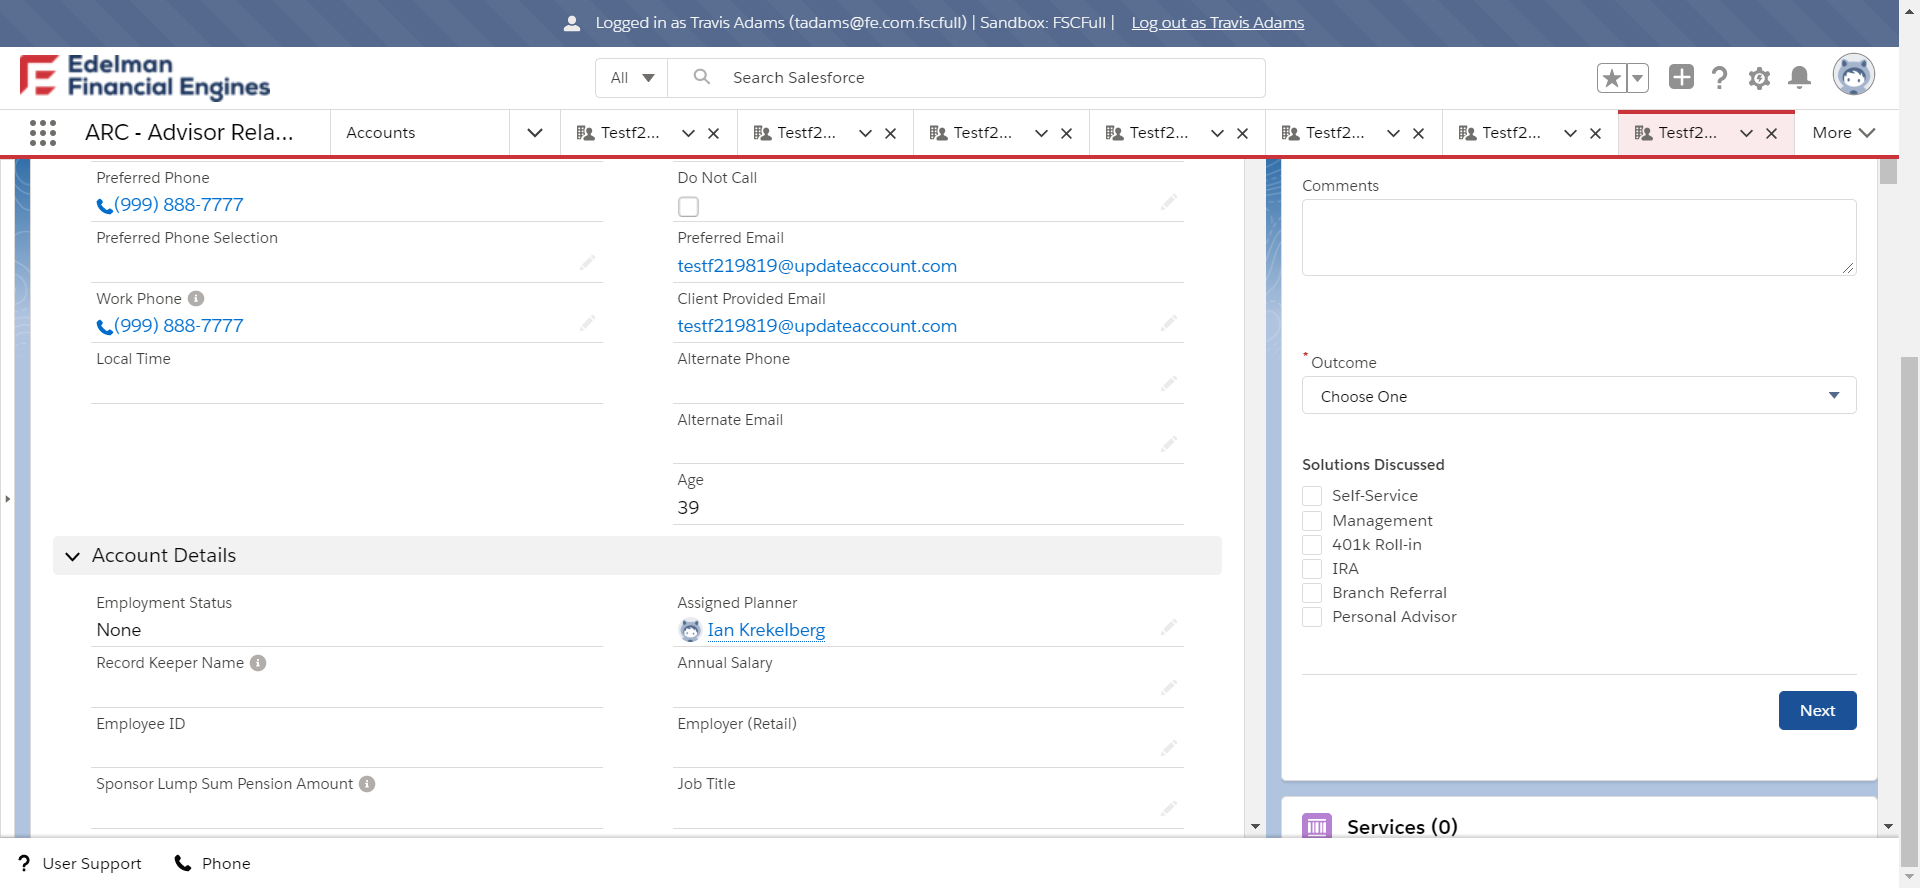 Logged in as Travis Adams (tadams@fe.com.fscfull) | Sandbox: FSCFull | Log out as Travis Adams
Edelman
Financial Engines
All
Search Salesforce
ARC - Advisor Rela...
Accounts
Testf2...
Testf2...
Testf2...
Testf2...
Testf2...
Testf2...
Testf2...
More
Preferred Phone
(999) 888-7777
Preferred Phone Selection
Work Phone
(999) 888-7777
Local Time
Do Not Call
Preferred Email
testf219819@updateaccount.com
Client Provided Email
testf219819@updateaccount.com
Alternate Phone
Alternate Email
Age
39
Account Details
Employment Status
None
Record Keeper Name
Employee ID
Sponsor Lump Sum Pension Amount
Assigned Planner
Ian Krekelberg
Annual Salary
Employer (Retail)
Job Title
Comments
* Outcome
Choose One
Solutions Discussed
Self-Service
Management
401k Roll-in
IRA
Branch Referral
Personal Advisor
Next
Services (0)
? User Support
Phone